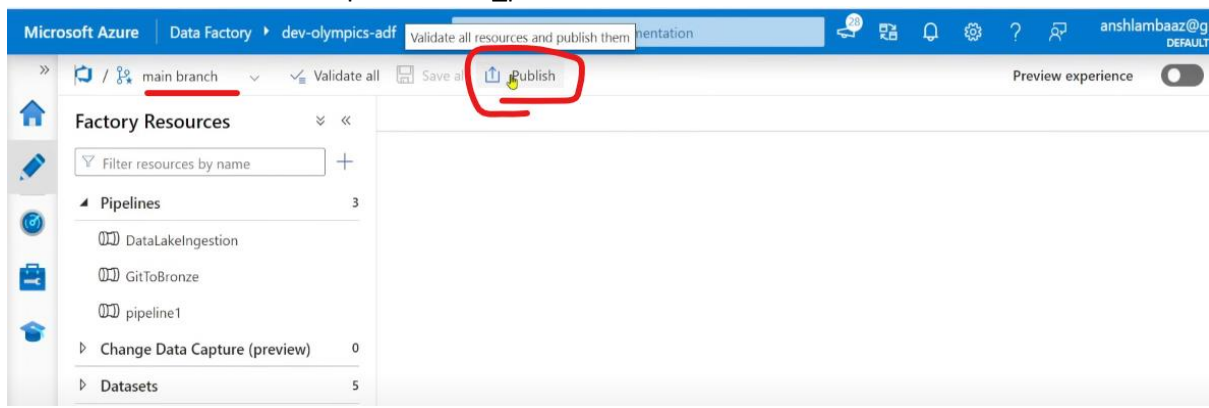 Microsoft Azure Data Factory dev-olympics-adf Validate all resources and publish them mentation 28 anshlambaaz@g
DEFAULT
/ main branch Validate all Save al Publish Preview experience
Factory Resources
Filter resources by name
Pipelines 3
DataLakeIngestion
GitToBronze
pipeline1
Change Data Capture (preview) 0
Datasets 5